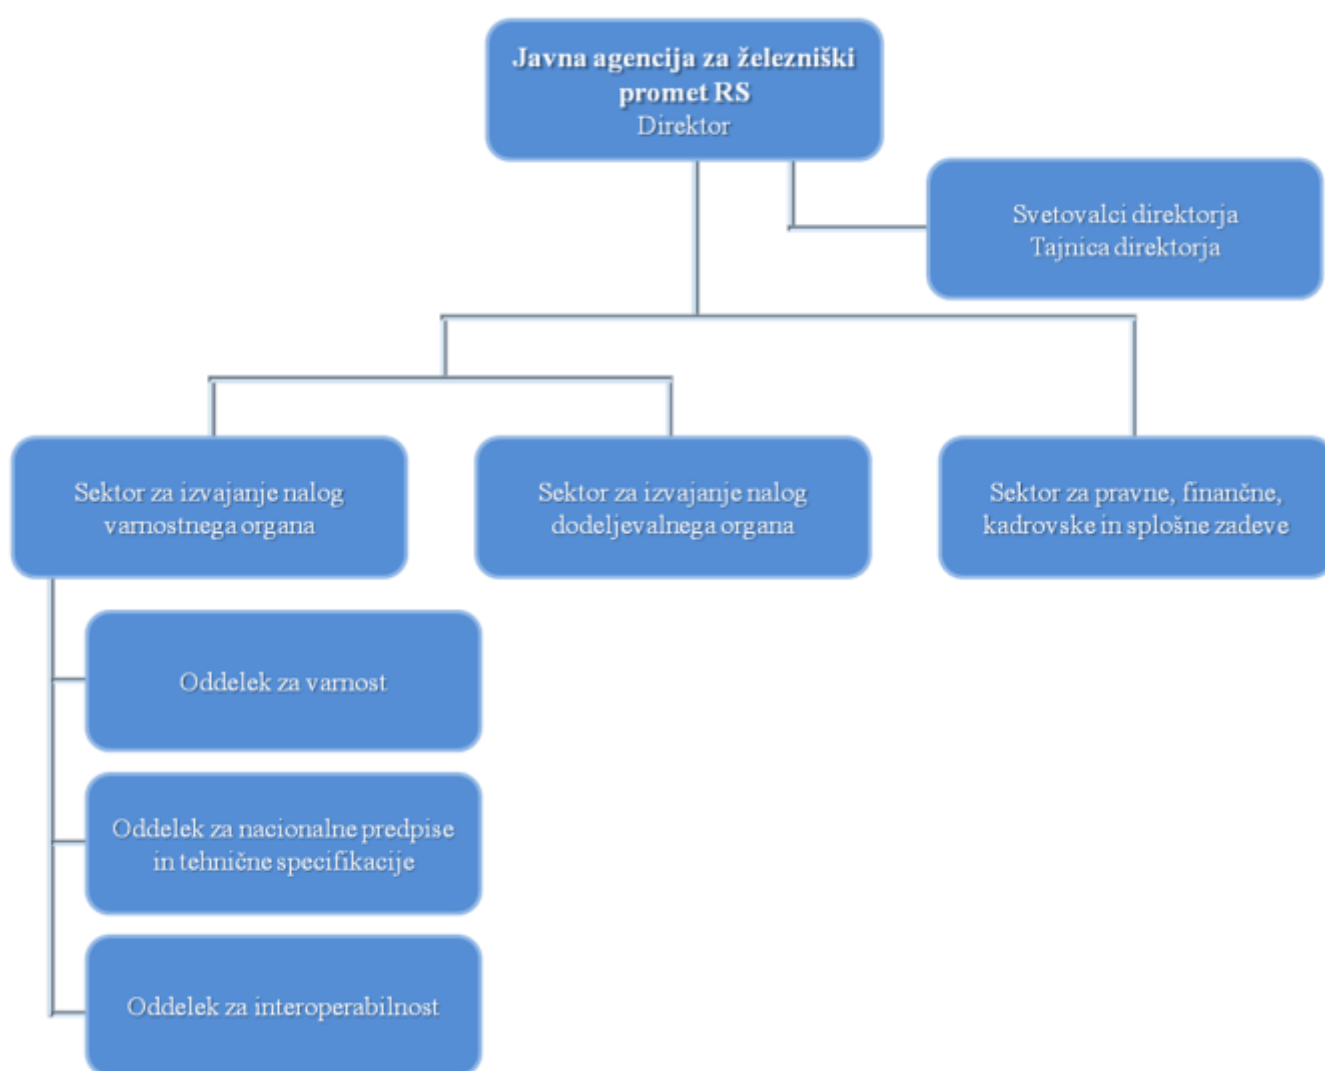 Javna agencija za železniški
promet RS
Direktor
Svetovalci direktorja
Tajnica direktorja
Sektor za izvajanje nalog
varnostnega organa
Sektor za izvajanje nalog
dodeljevalnega organa
Sektor za pravne, finančne,
kadrovske in splošne zadeve
Oddelek za varnost
Oddelek za nacionalne predpise
in tehnične specifikacije
Oddelek za interoperabilnost